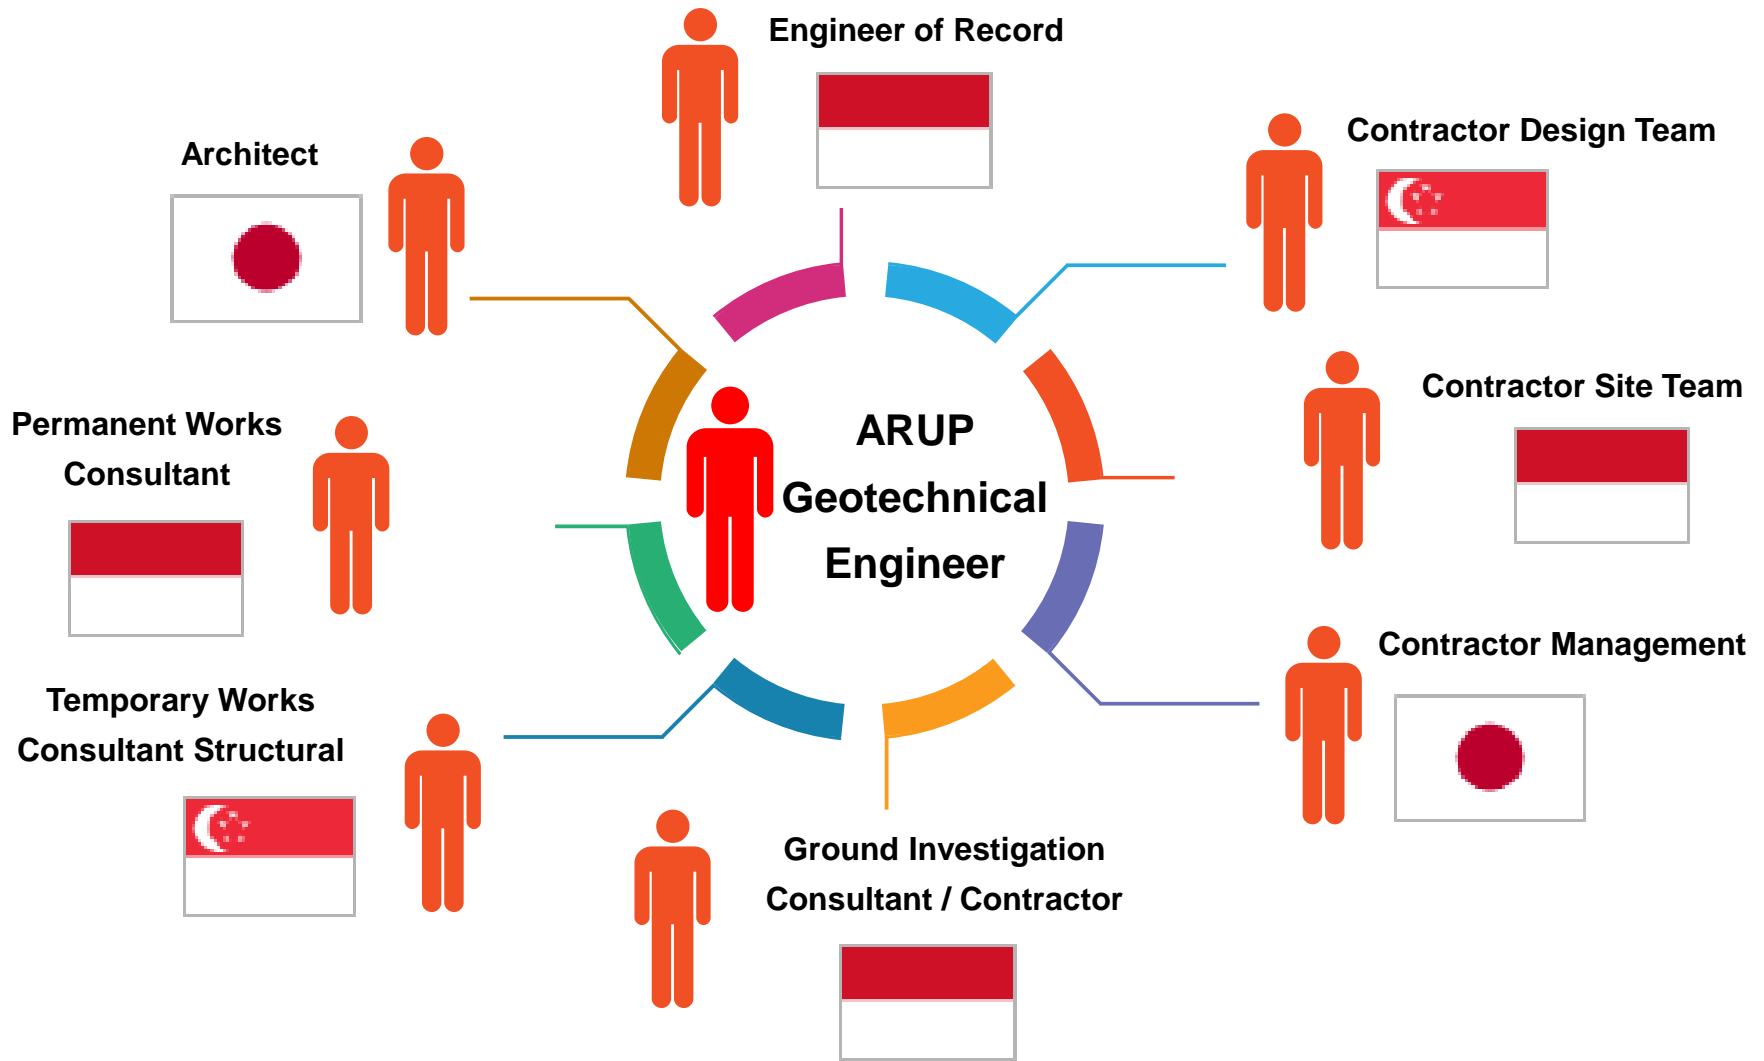 Engineer of Record
Contractor Design Team
Architect
Contractor Site Team
Permanent Works
Consultant
ARUP
Geotechnical
Engineer
Contractor Management
Temporary Works
Consultant Structural
Ground Investigation
Consultant / Contractor